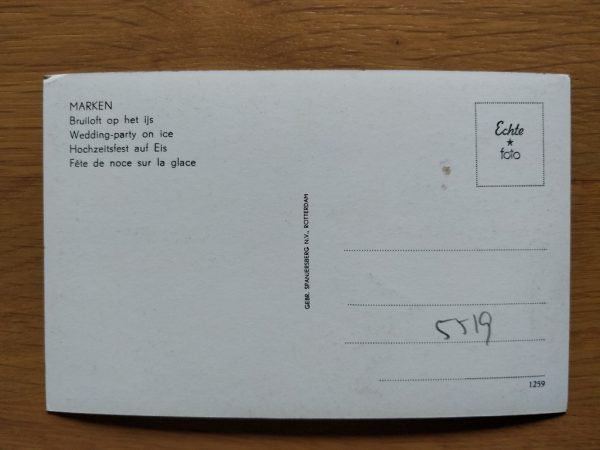 MARKEN
Bruiloft op het ijs
Wedding-party on ice
Hochzeitsfest auf Eis
Fête de noce sur la glace
Echte
foto
GEBR. SPANJERSBERG N.V., ROTTERDAM
5519
1259